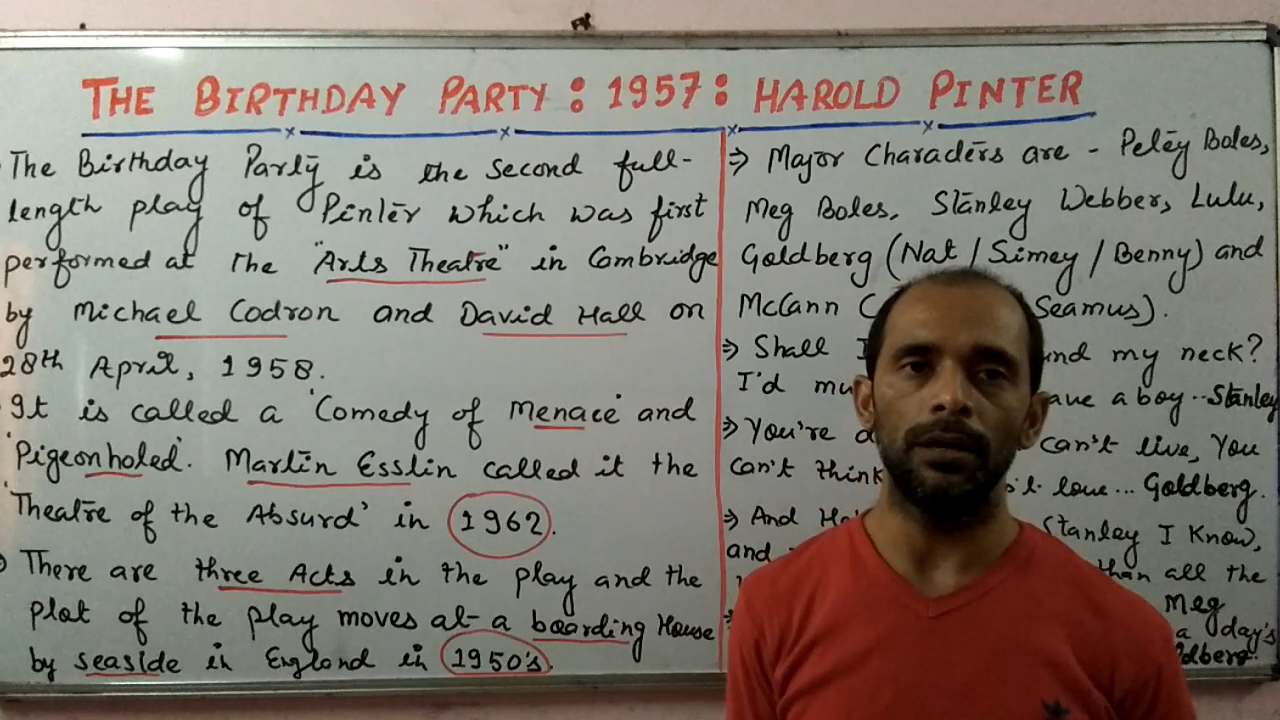 THE BIRTHDAY PARTY : 1957 : HAROLD PINTER
The Birthday Party is the second full-
length play of Pinter which was first
performed at the "Arts Theatre" in Cambridge
by Michael Codron and David Hall on
28th April, 1958.
It is called a 'Comedy of Menace' and
'Pigeonholed'. Martin Esslin called it the
'Theatre of the Absurd' in 1962.
There are three Acts in the play and the
plot of the play moves at a boarding House
by seaside in England in 1950's.
⇒ Major Characters are - Petey Boles,
Meg Boles, Stanley Webber, Lulu,
Goldberg (Nat / Simey / Benny) and
McCann ( Seamus).
⇒ Shall I my neck?
I'd a boy.. Stanley
⇒ You're can't live, You
can't think love... Goldberg.
⇒ And Stanley I Know,
and than all the
Meg
a day's